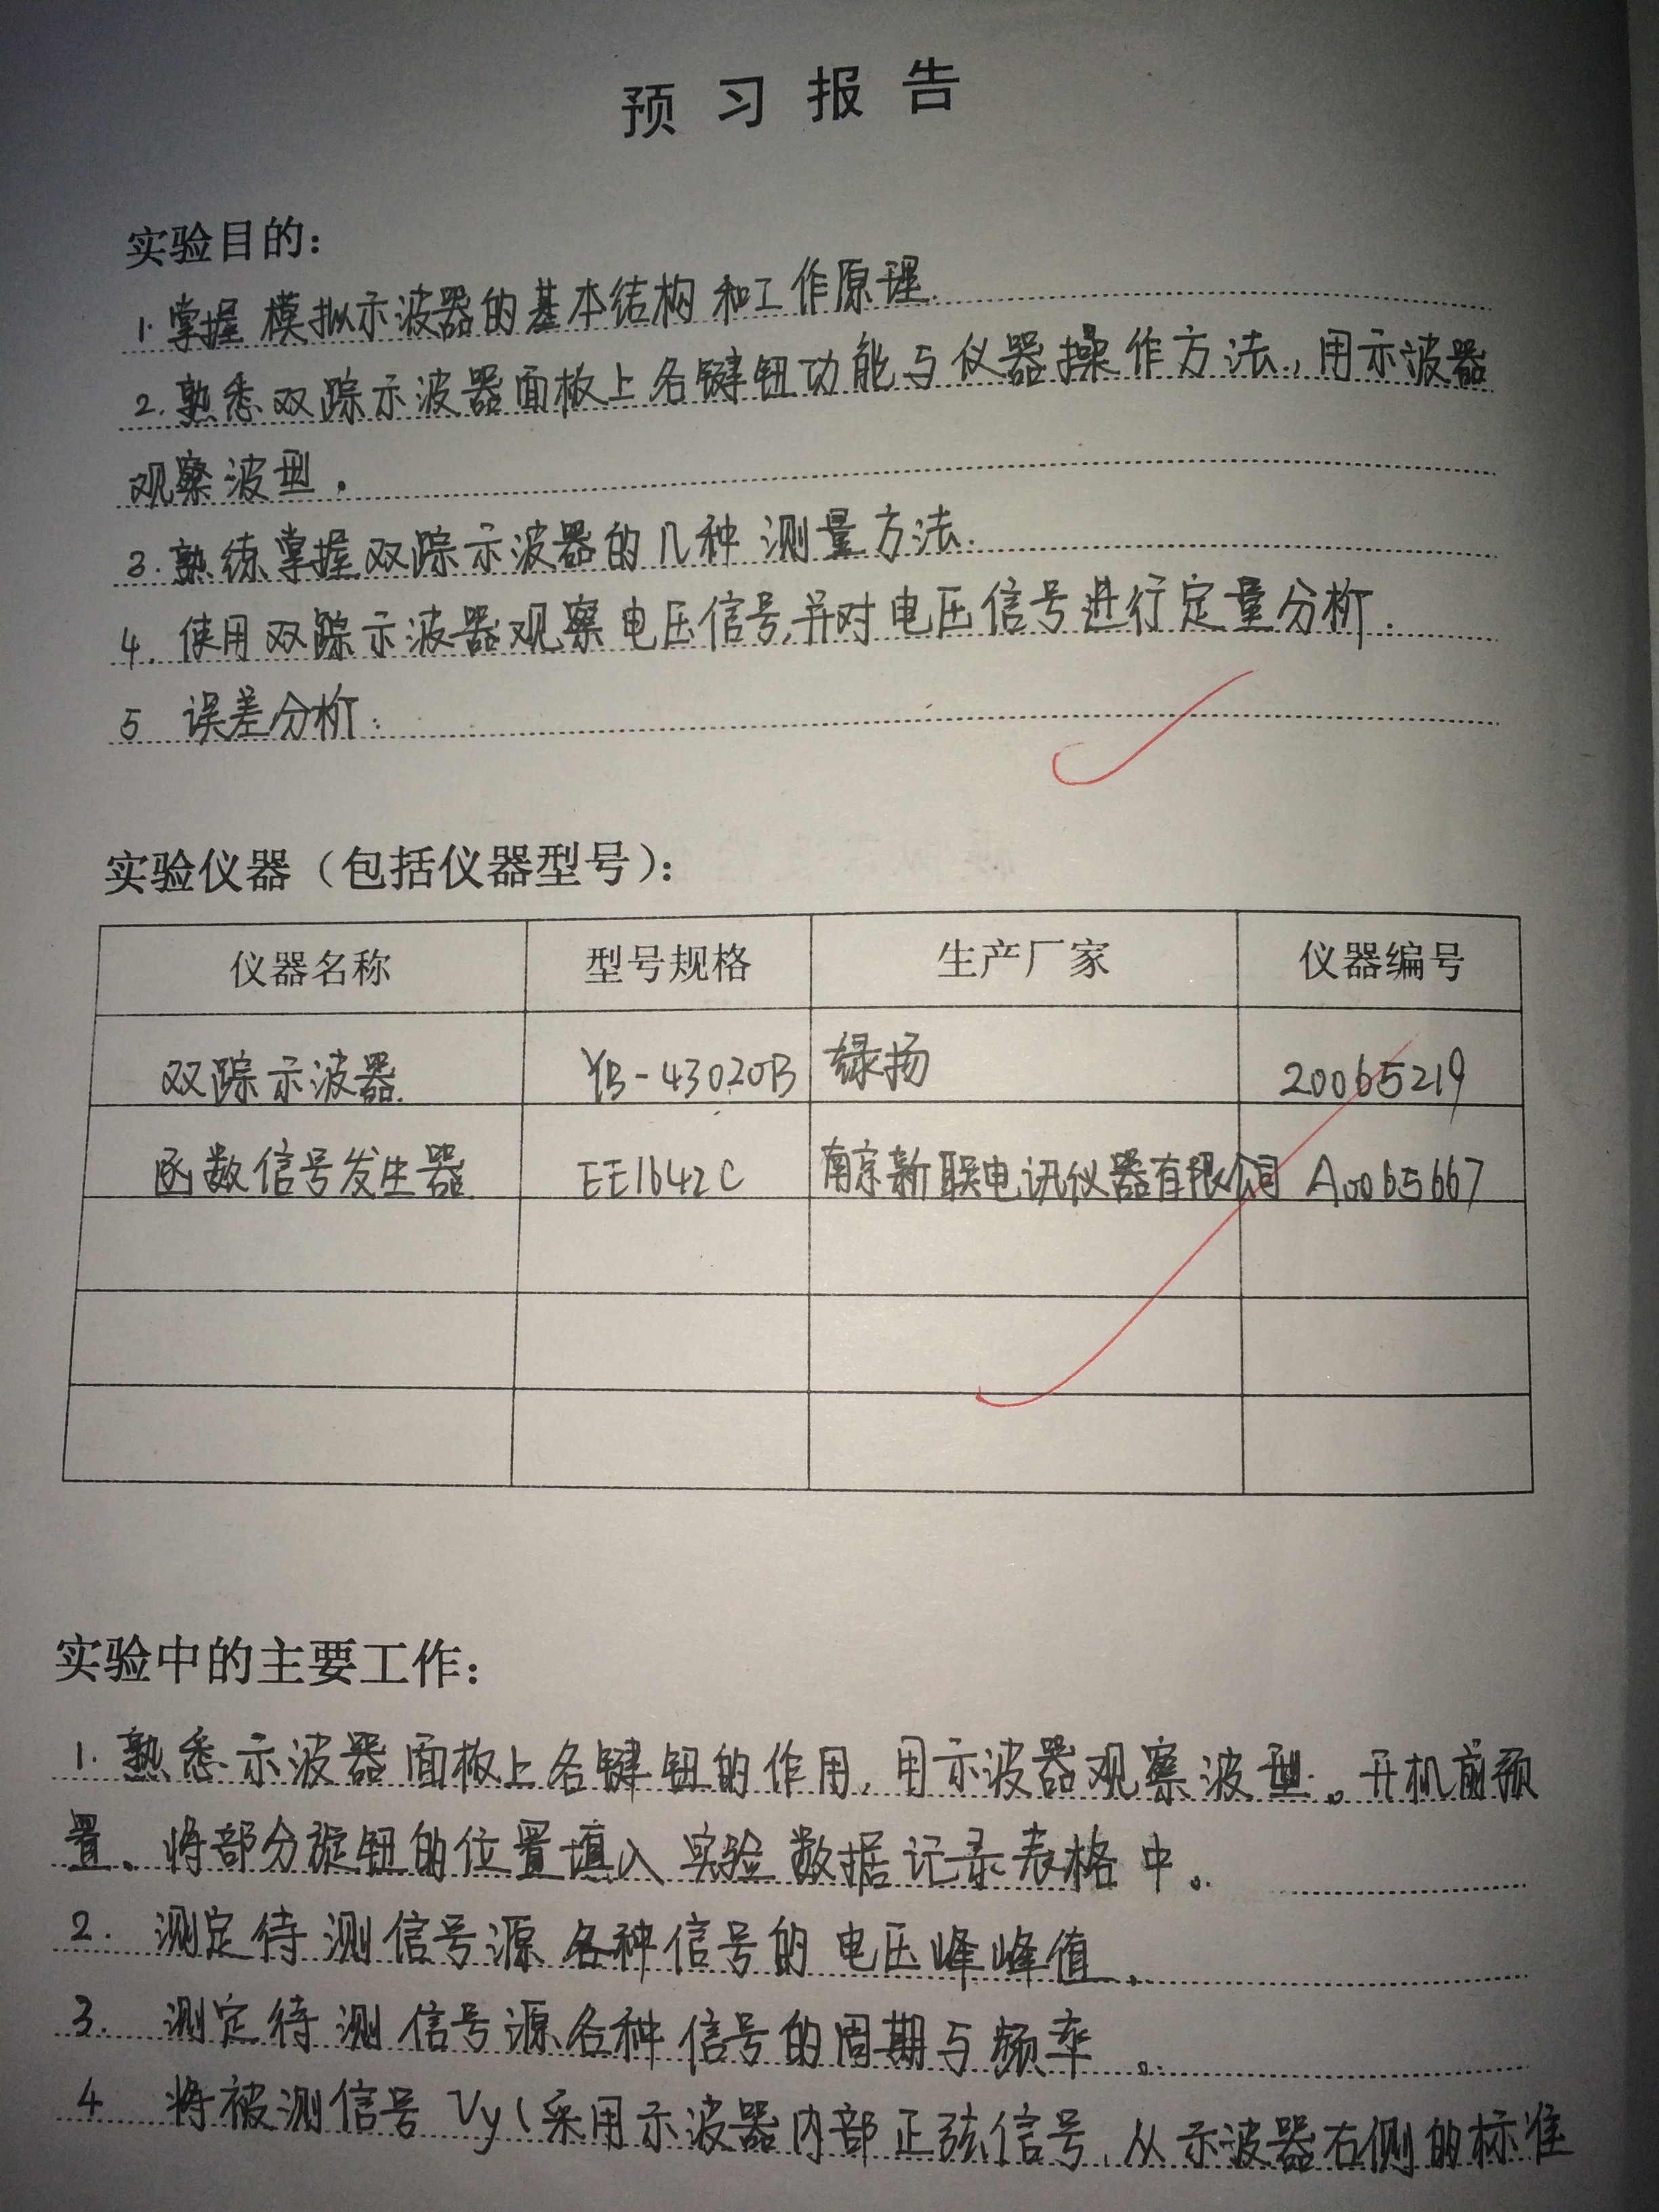 预习报告
实验目的：
1.掌握模拟示波器的基本结构和工作原理.
2.熟悉双踪示波器面板上各键钮功能与仪器操作方法,用示波器
观察波型.
3.熟练掌握双踪示波器的几种测量方法.
4.使用双踪示波器观察电压信号,并对电压信号进行定量分析.
5 误差分析.
实验仪器（包括仪器型号）：
仪器名称 型号规格 生产厂家 仪器编号
双踪示波器. YB-43020B 绿扬 20065219
函数信号发生器 EE1642C 南京新联电讯仪器有限公司 A0065667
实验中的主要工作：
1.熟悉示波器面板上各键钮的作用,用示波器观察波型。开机前预
置、将部分旋钮的位置填入实验数据记录表格中。
2. 测定待测信号源各种信号的电压峰峰值.
3. 测定待测信号源各种信号的周期与频率。
4 将被测信号Vy(采用示波器内部正弦信号,从示波器右侧的标准